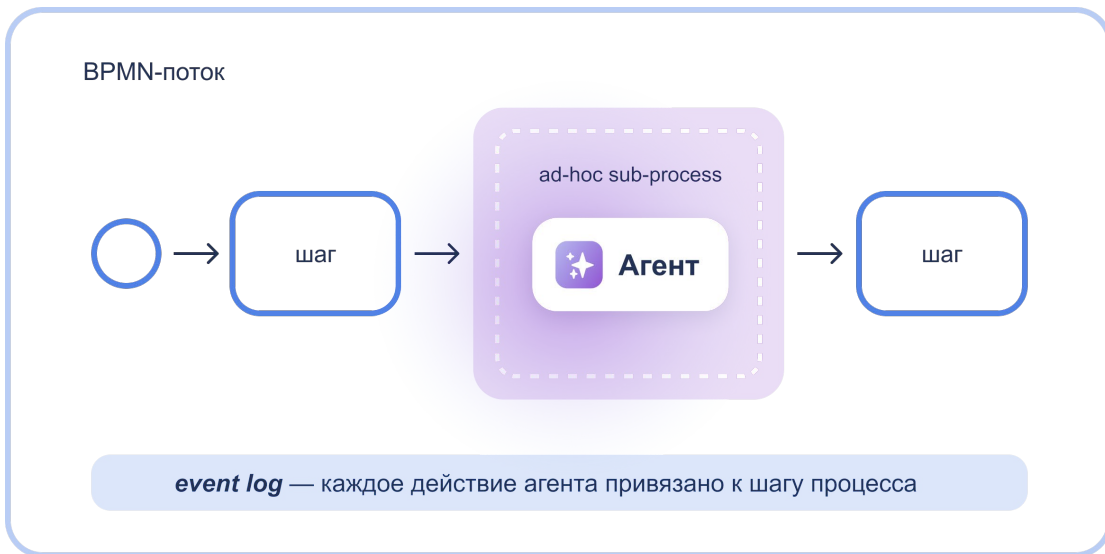 BPMN-поток
ad-hoc sub-process
шаг
Агент
шаг
event log — каждое действие агента привязано к шагу процесса